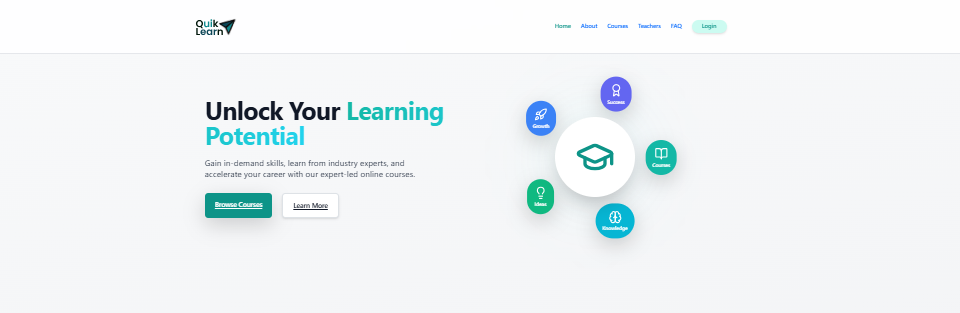 Quik
Learn
Home About Courses Teachers FAQ Login
Unlock Your Learning
Potential
Gain in-demand skills, learn from industry experts, and
accelerate your career with our expert-led online courses.
Browse Courses Learn More
Success
Growth
Courses
Ideas
Knowledge